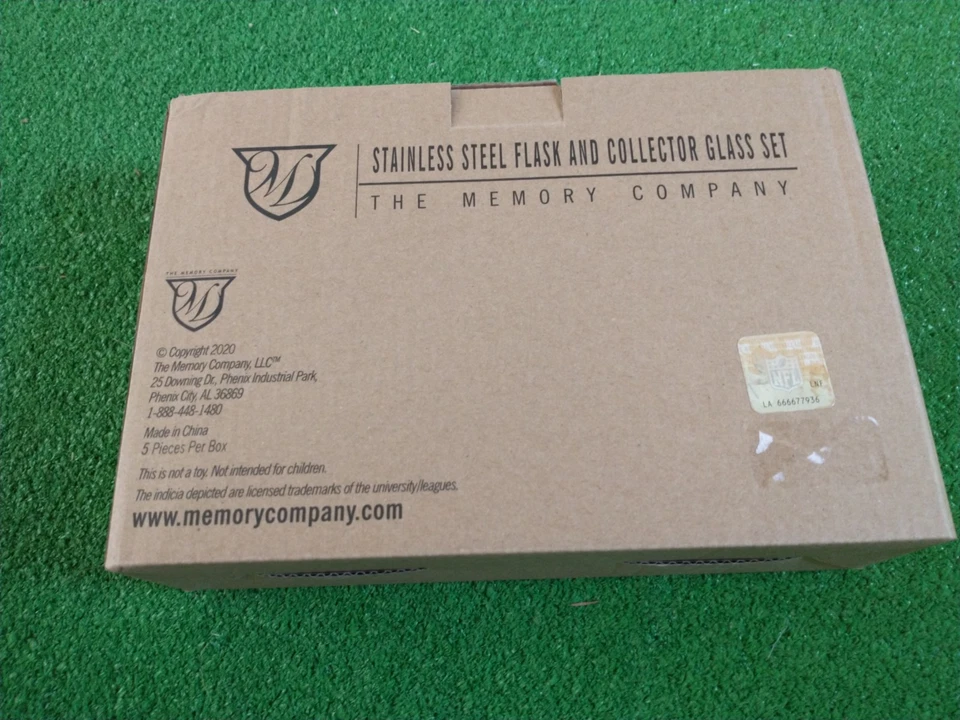 STAINLESS STEEL FLASK AND COLLECTOR GLASS SET
THE MEMORY COMPANY
THE MEMORY COMPANY
© Copyright 2020
The Memory Company, LLC™
25 Downing Dr., Phenix Industrial Park,
Phenix City, AL 36869
1-888-448-1480
Made in China
5 Pieces Per Box
This is not a toy. Not intended for children.
The indicia depicted are licensed trademarks of the university/leagues.
www.memorycompany.com
NFL
LA 666677936